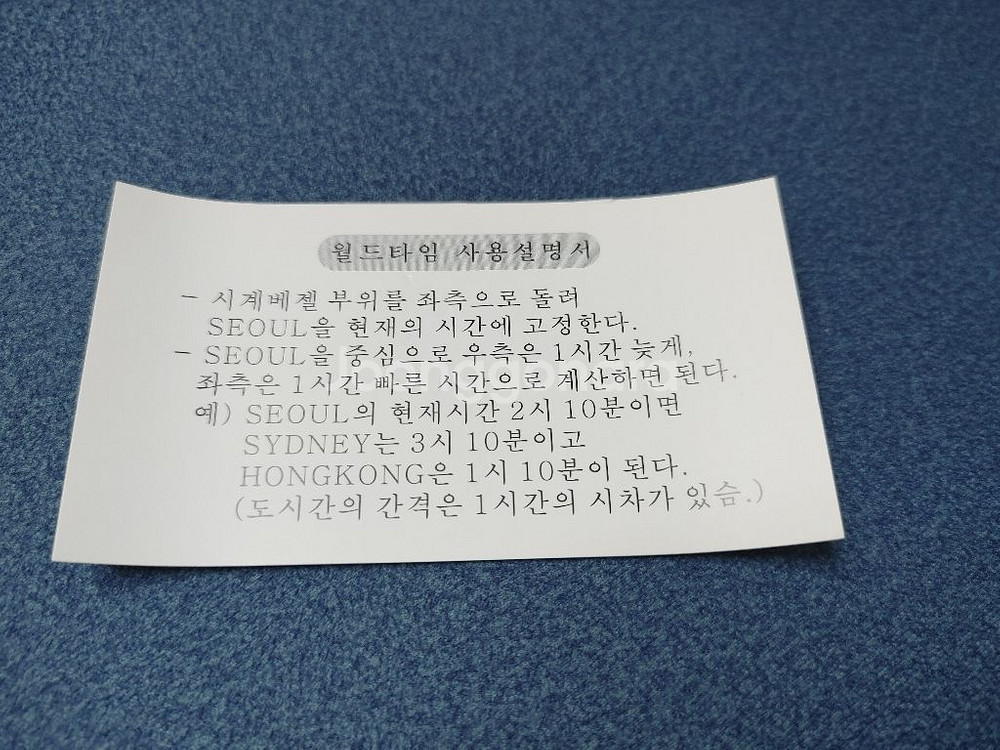 월드타임 사용설명서
- 시계베젤 부위를 좌측으로 돌려
SEOUL을 현재의 시간에 고정한다.
- SEOUL을 중심으로 우측은 1시간 늦게,
좌측은 1시간 빠른 시간으로 계산하면 된다.
예) SEOUL의 현재시간 2시 10분이면
SYDNEY는 3시 10분이고
HONGKONG은 1시 10분이 된다.
(도시간의 간격은 1시간의 시차가 있슴.)